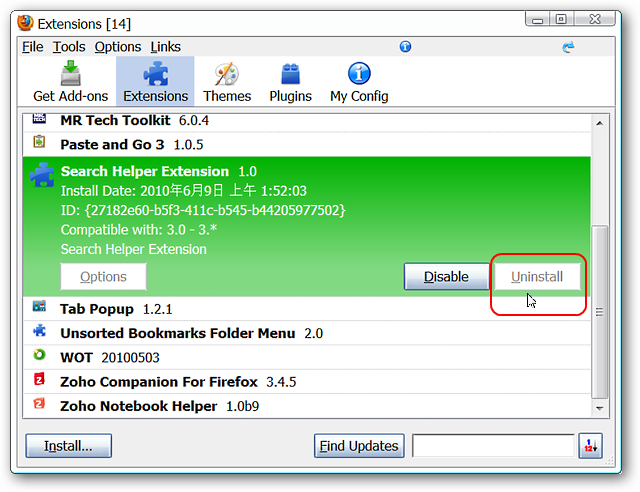 Extensions [14]
File Tools Options Links
Get Add-ons Extensions Themes Plugins My Config
MR Tech Toolkit 6.0.4
Paste and Go 3 1.0.5
Search Helper Extension 1.0
Install Date: 2010年6月9日 上午 1:52:03
ID: {27182e60-b5f3-411c-b545-b44205977502}
Compatible with: 3.0 - 3.*
Search Helper Extension
Options Disable Uninstall
Tab Popup 1.2.1
Unsorted Bookmarks Folder Menu 2.0
WOT 20100503
Zoho Companion For Firefox 3.4.5
Zoho Notebook Helper 1.0b9
Install... Find Updates